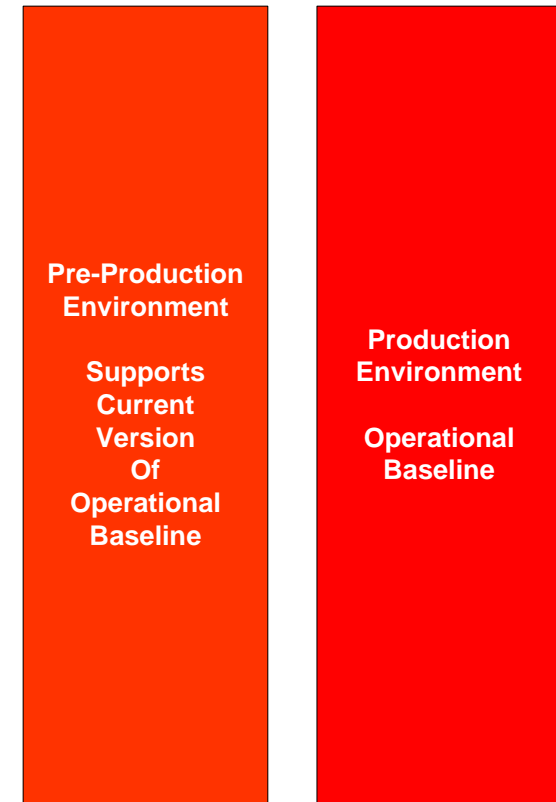 Pre-Production
Environment
Supports
Current
Version
Of
Operational
Baseline
Production
Environment
Operational
Baseline